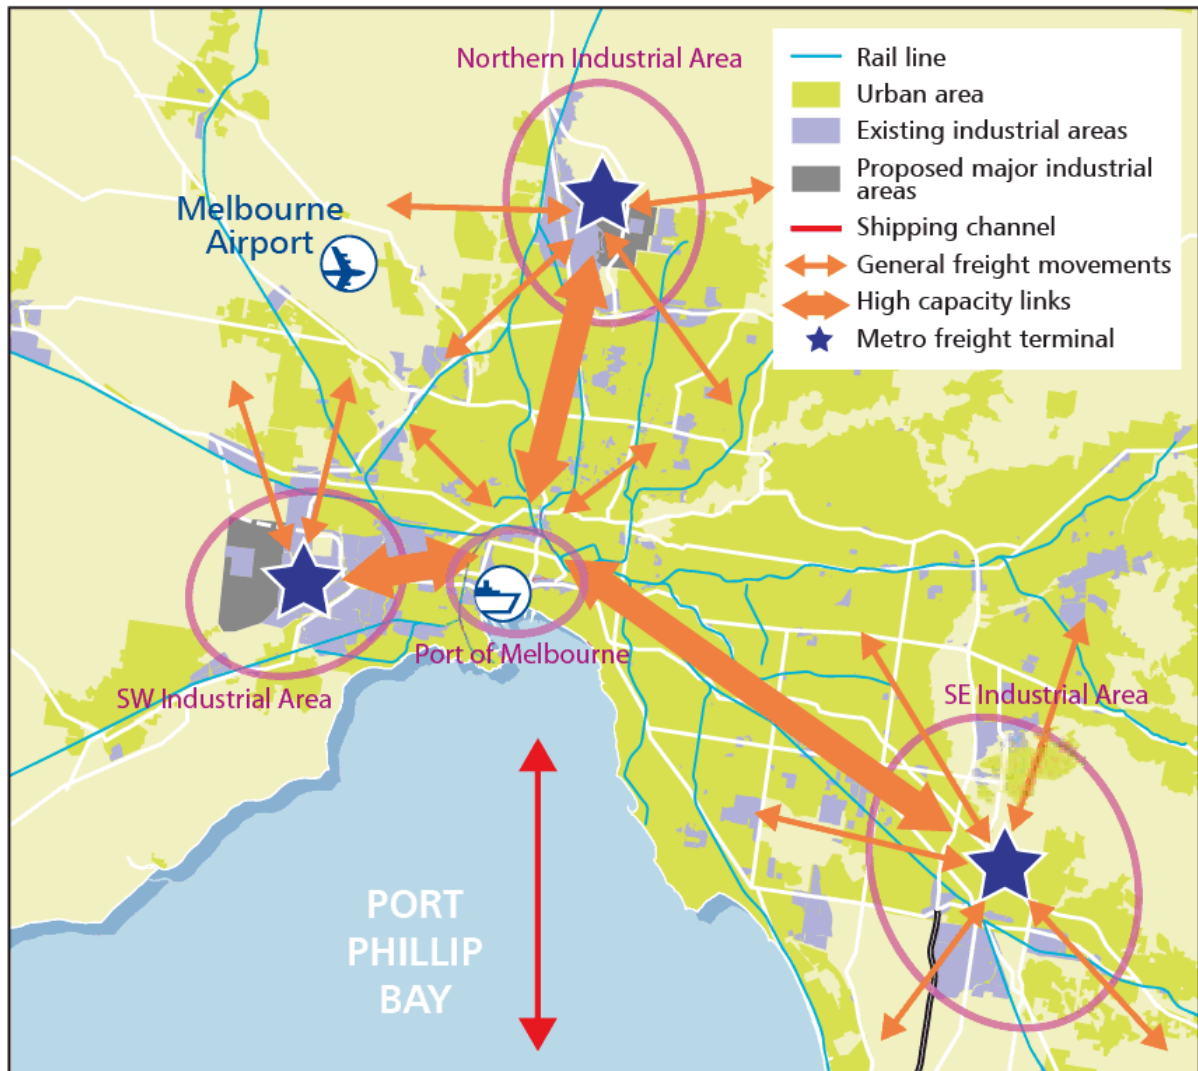 Northern Industrial Area
Rail line
Urban area
Existing industrial areas
Proposed major industrial
areas
Shipping channel
General freight movements
High capacity links
Metro freight terminal
Melbourne
Airport
Port of Melbourne
SW Industrial Area
SE Industrial Area
PORT
PHILLIP
BAY